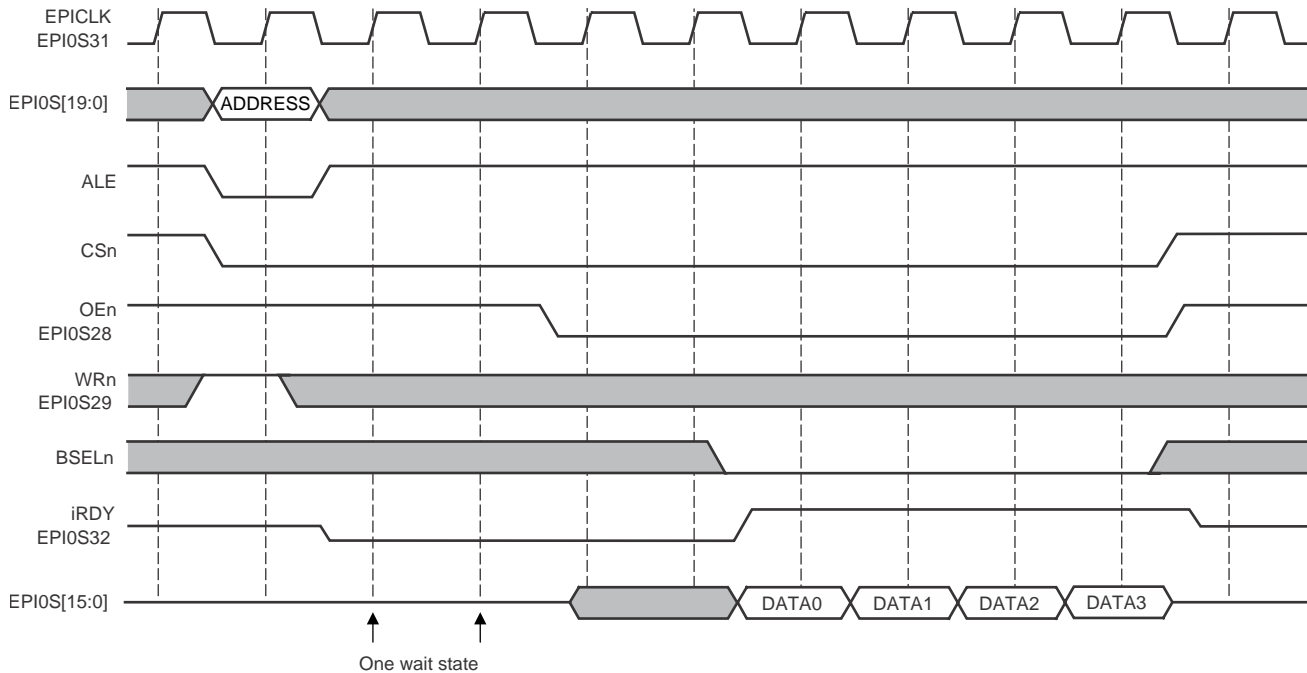 EPICLK
EPI0S31
EPI0S[19:0]
ADDRESS
ALE
CSn
OEn
EPI0S28
WRn
EPI0S29
BSELn
iRDY
EPI0S32
EPI0S[15:0]
DATA0 DATA1 DATA2 DATA3
One wait state